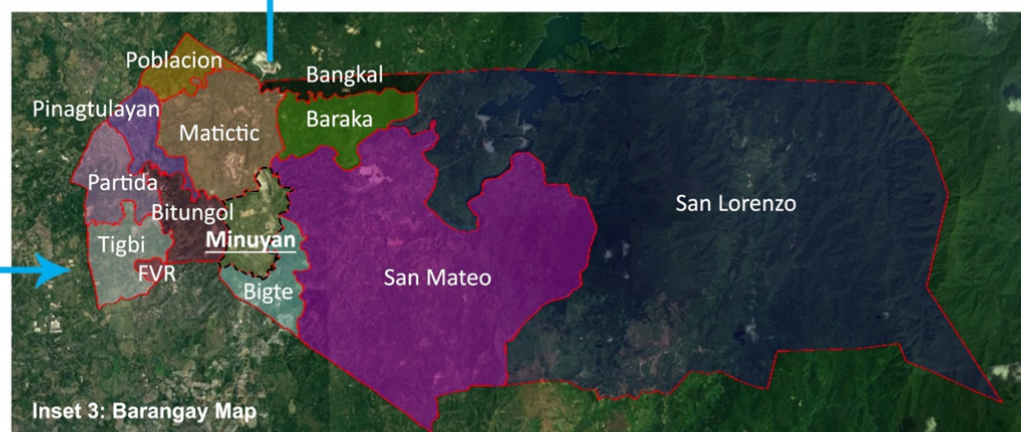 Poblacion
Bangkal
Pinagtulayan
Baraka
Matictic
Partida
San Lorenzo
Bitungol
Minuyan
Tigbi
FVR
San Mateo
Bigte
Inset 3: Barangay Map